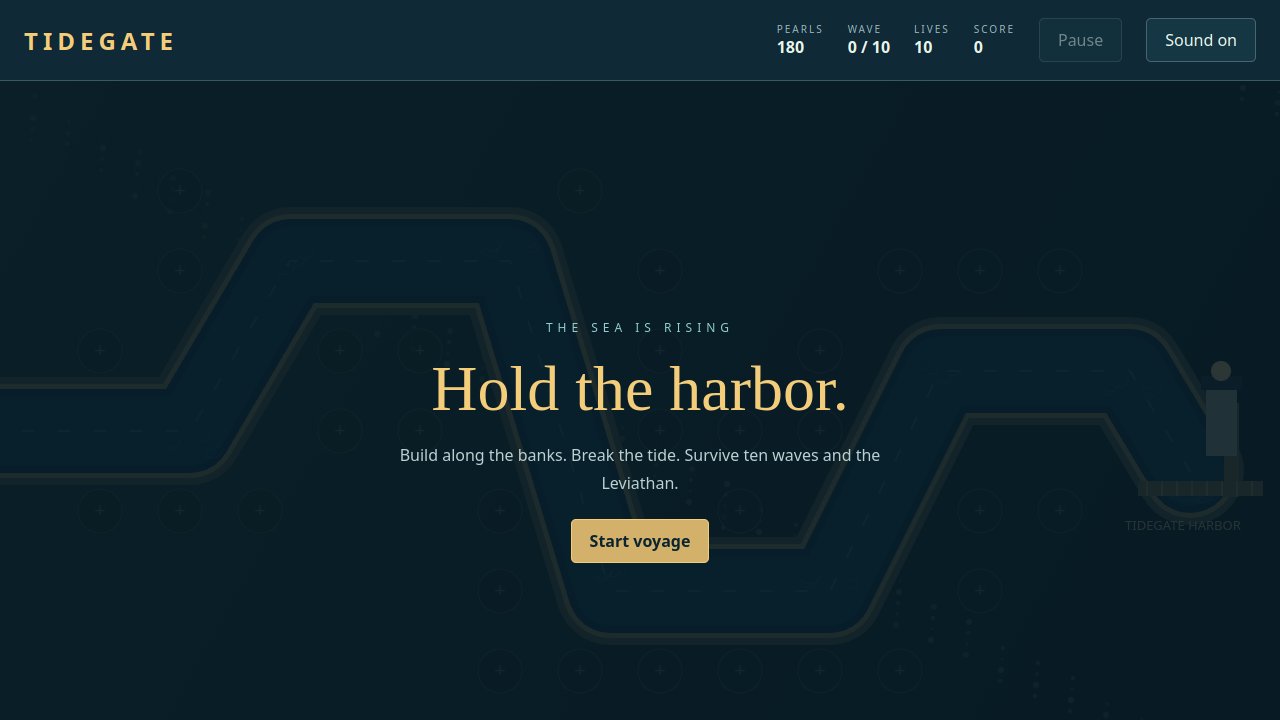 TIDEGATE
PEARLS
180
WAVE
0 / 10
LIVES
10
SCORE
0
Pause
Sound on
THE SEA IS RISING
Hold the harbor.
Build along the banks. Break the tide. Survive ten waves and the
Leviathan.
Start voyage
TIDEGATE HARBOR